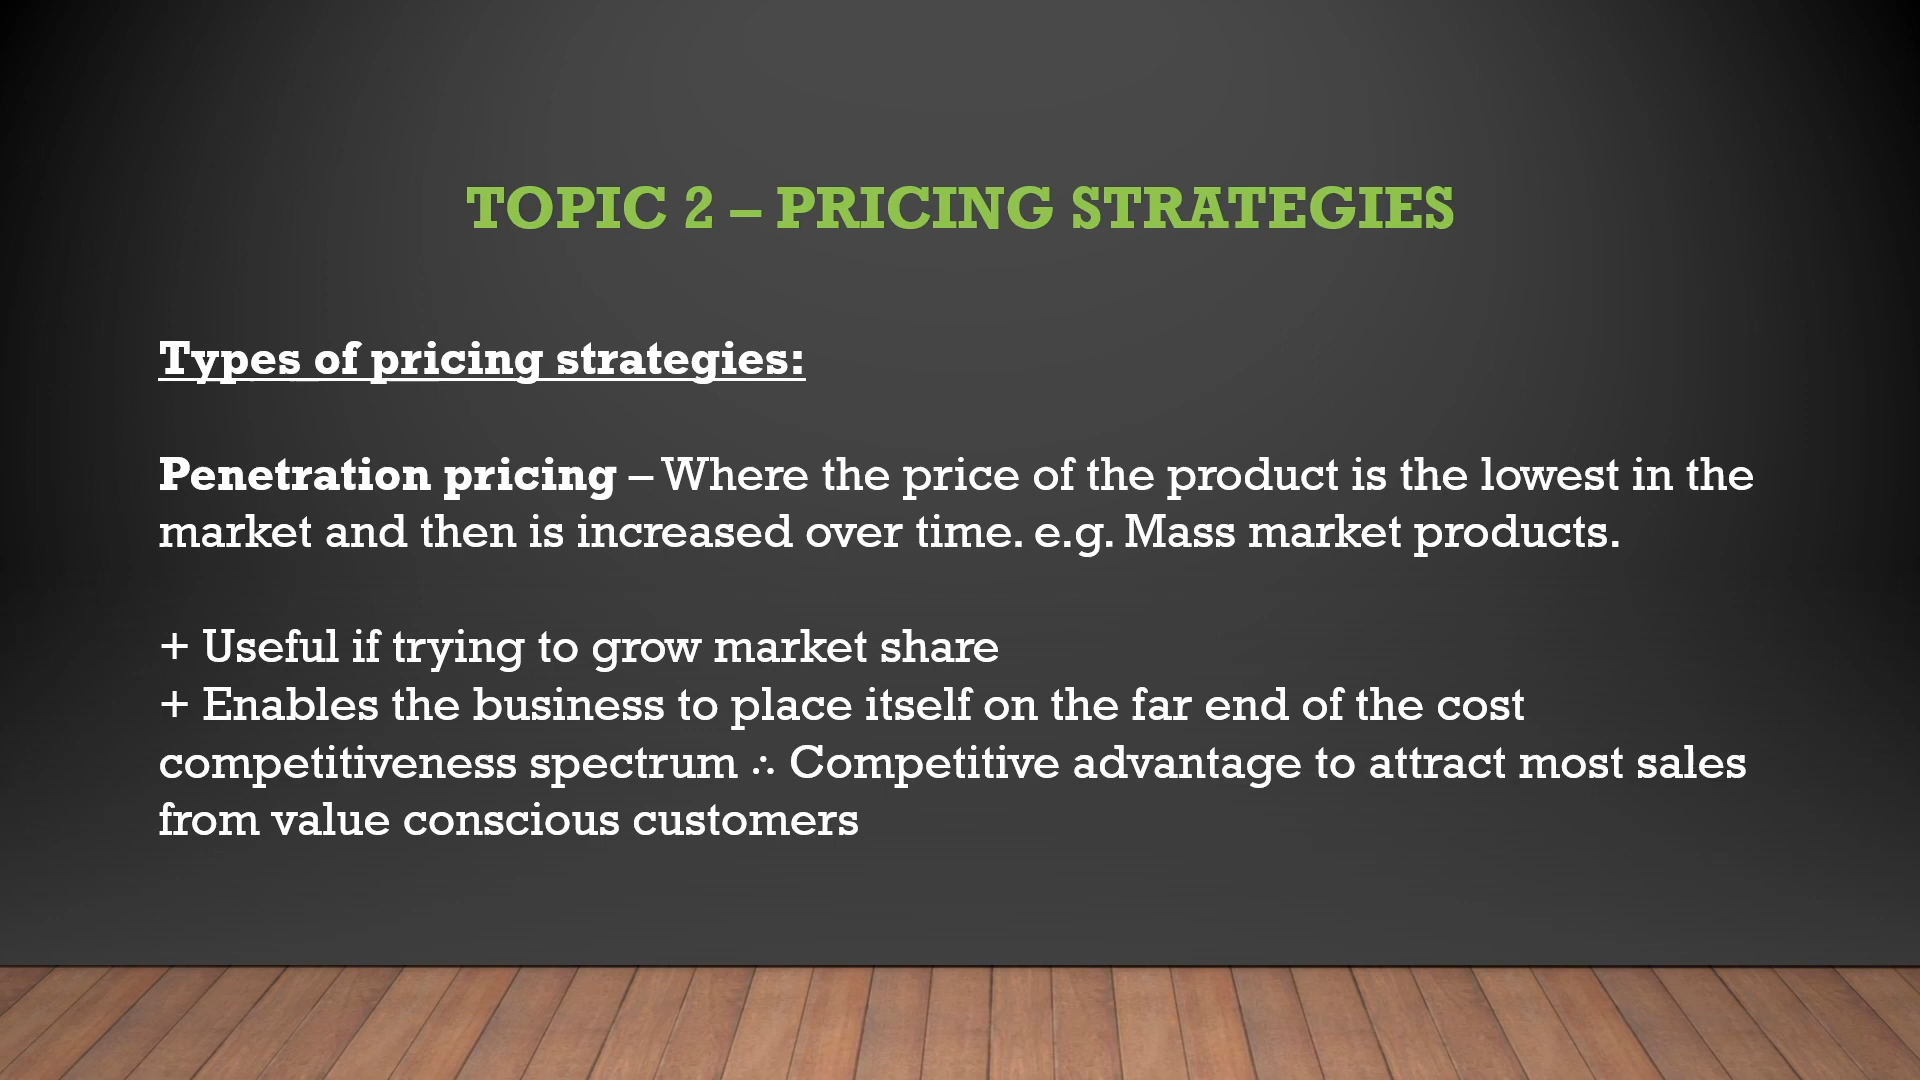 TOPIC 2 – PRICING STRATEGIES
Types of pricing strategies:
Penetration pricing – Where the price of the product is the lowest in the
market and then is increased over time. e.g. Mass market products.
+ Useful if trying to grow market share
+ Enables the business to place itself on the far end of the cost
competitiveness spectrum ∴ Competitive advantage to attract most sales
from value conscious customers